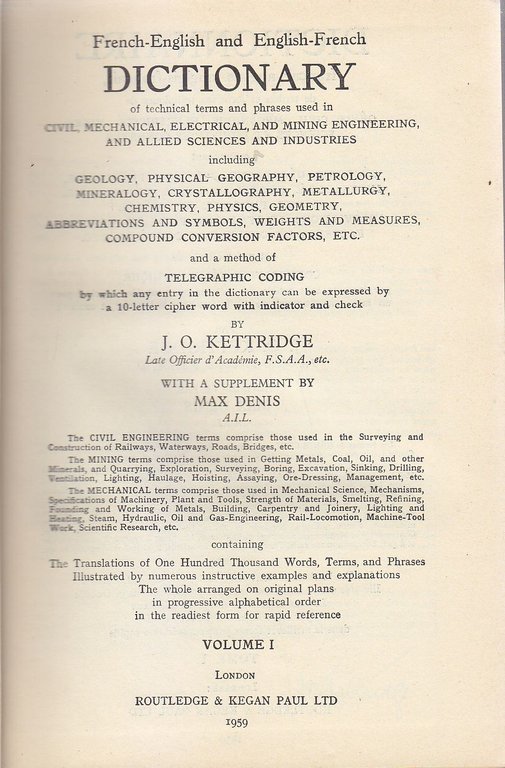 French-English and English-French
DICTIONARY
of technical terms and phrases used in
CIVIL, MECHANICAL, ELECTRICAL, AND MINING ENGINEERING,
AND ALLIED SCIENCES AND INDUSTRIES
including
GEOLOGY, PHYSICAL GEOGRAPHY, PETROLOGY,
MINERALOGY, CRYSTALLOGRAPHY, METALLURGY,
CHEMISTRY, PHYSICS, GEOMETRY,
ABBREVIATIONS AND SYMBOLS, WEIGHTS AND MEASURES,
COMPOUND CONVERSION FACTORS, ETC.
and a method of
TELEGRAPHIC CODING
by which any entry in the dictionary can be expressed by
a 10-letter cipher word with indicator and check
BY
J. O. KETTRIDGE
Late Officier d'Académie, F.S.A.A., etc.
WITH A SUPPLEMENT BY
MAX DENIS
A.I.L.
The CIVIL ENGINEERING terms comprise those used in the Surveying and
Construction of Railways, Waterways, Roads, Bridges, etc.
The MINING terms comprise those used in Getting Metals, Coal, Oil, and other
Minerals, and Quarrying, Exploration, Surveying, Boring, Excavation, Sinking, Drilling,
Ventilation, Lighting, Haulage, Hoisting, Assaying, Ore-Dressing, Management, etc.
The MECHANICAL terms comprise those used in Mechanical Science, Mechanisms,
Specifications of Machinery, Plant and Tools, Strength of Materials, Smelting, Refining,
Founding and Working of Metals, Building, Carpentry and Joinery, Lighting and
Heating, Steam, Hydraulic, Oil and Gas-Engineering, Rail-Locomotion, Machine-Tool
Work, Scientific Research, etc.
containing
The Translations of One Hundred Thousand Words, Terms, and Phrases
Illustrated by numerous instructive examples and explanations
The whole arranged on original plans
in progressive alphabetical order
in the readiest form for rapid reference
VOLUME I
LONDON
ROUTLEDGE & KEGAN PAUL LTD
1959